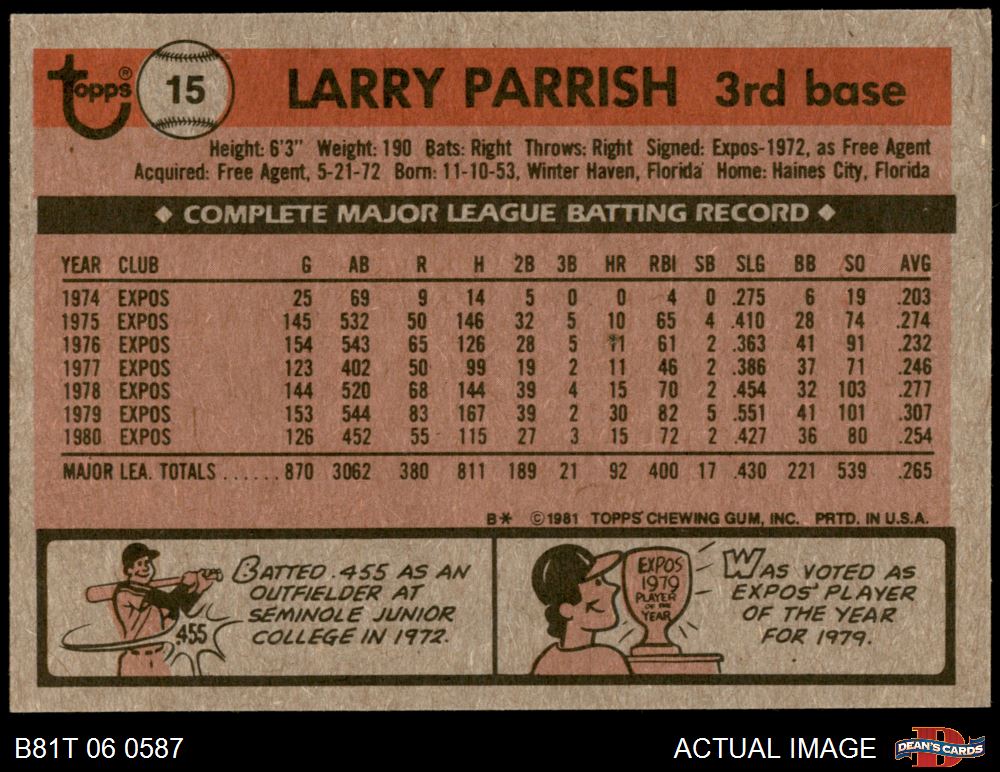 topps® 15 LARRY PARRISH 3rd base
Height: 6'3" Weight: 190 Bats: Right Throws: Right Signed: Expos-1972, as Free Agent
Acquired: Free Agent, 5-21-72 Born: 11-10-53, Winter Haven, Florida Home: Haines City, Florida
◆ COMPLETE MAJOR LEAGUE BATTING RECORD ◆
YEAR CLUB G AB R H 2B 3B HR RBI SB SLG BB SO AVG
1974 EXPOS 25 69 9 14 5 0 0 4 0 .275 6 19 .203
1975 EXPOS 145 532 50 146 32 5 10 65 4 .410 28 74 .274
1976 EXPOS 154 543 65 126 28 5 11 61 2 .363 41 91 .232
1977 EXPOS 123 402 50 99 19 2 11 46 2 .386 37 71 .246
1978 EXPOS 144 520 68 144 39 4 15 70 2 .454 32 103 .277
1979 EXPOS 153 544 83 167 39 2 30 82 5 .551 41 101 .307
1980 EXPOS 126 452 55 115 27 3 15 72 2 .427 36 80 .254
MAJOR LEA. TOTALS ...... 870 3062 380 811 189 21 92 400 17 .430 221 539 .265
B* ©1981 TOPPS CHEWING GUM, INC. PRTD. IN U.S.A.
BATTED .455 AS AN
OUTFIELDER AT
SEMINOLE JUNIOR
COLLEGE IN 1972.
.455
EXPOS
1979
PLAYER
OF THE
YEAR
WAS VOTED AS
EXPOS' PLAYER
OF THE YEAR
FOR 1979.
B81T 06 0587
ACTUAL IMAGE
D
DEAN'S CARDS